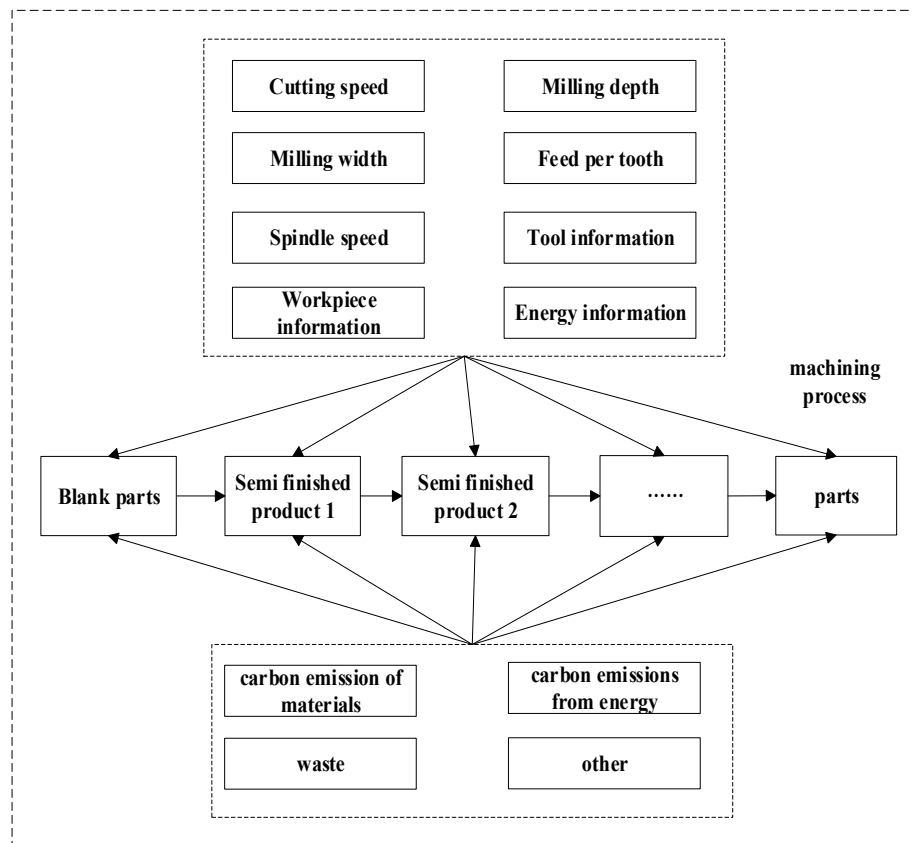 Cutting speed
Milling depth
Milling width
Feed per tooth
Spindle speed
Tool information
Workpiece
information
Energy information
machining
process
Blank parts
Semi finished
product 1
Semi finished
product 2
……
parts
carbon emission of
materials
carbon emissions
from energy
waste
other